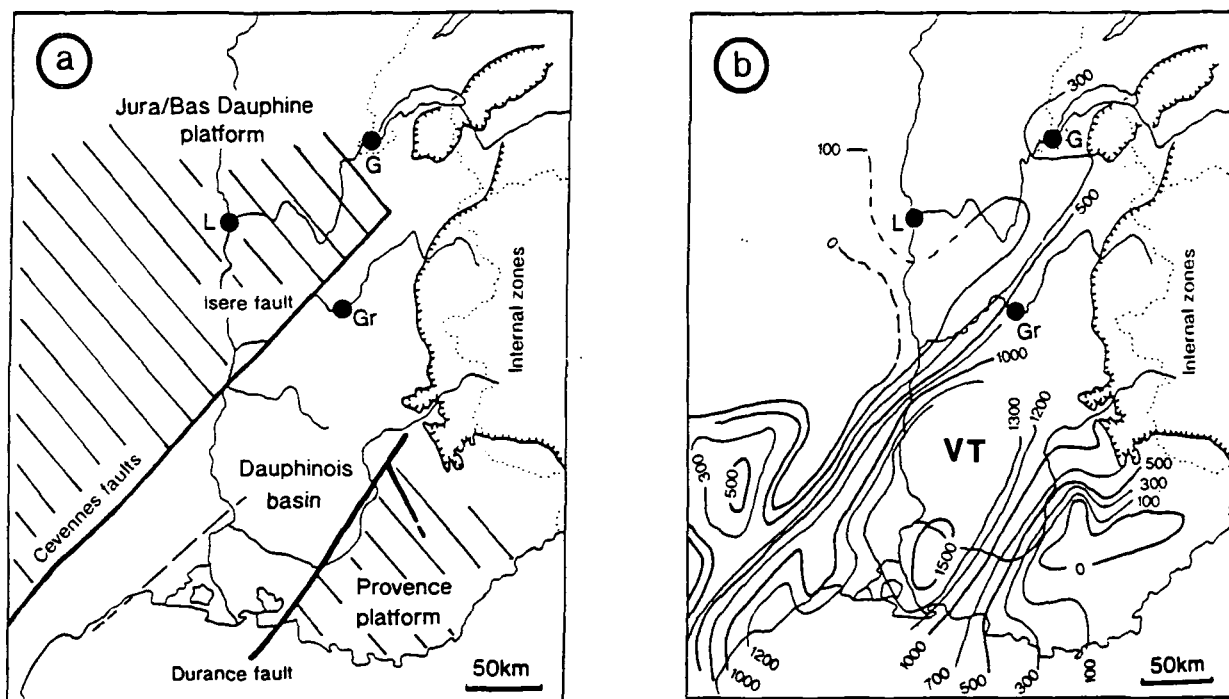 a
Jura/Bas Dauphine
platform
G
L
Isere fault
Gr
Internal zones
Cevennes faults
Dauphinois
basin
Provence
platform
Durance fault
50km
b
300
G
100
L
500
0
Gr
1000
Internal zones
1300
1200
VT
300
500
500
300
100
1500
0
1200
1000
1000
700
500
300
100
50km